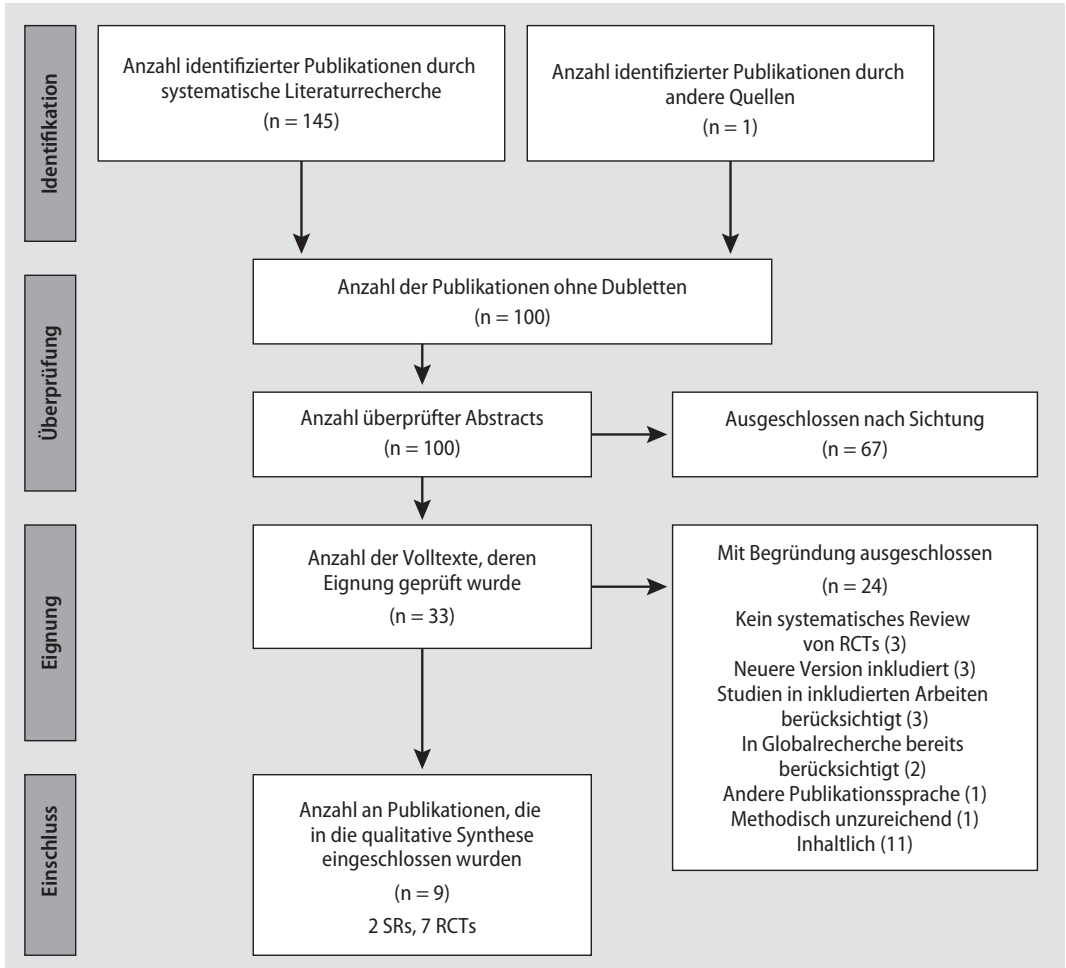 Identifikation
Anzahl identifizierter Publikationen durch
systematische Literaturrecherche
(n = 145)
Anzahl identifizierter Publikationen durch
andere Quellen
(n = 1)
Überprüfung
Anzahl der Publikationen ohne Dubletten
(n = 100)
Anzahl überprüfter Abstracts
(n = 100)
Ausgeschlossen nach Sichtung
(n = 67)
Eignung
Anzahl der Volltexte, deren
Eignung geprüft wurde
(n = 33)
Mit Begründung ausgeschlossen
(n = 24)
Kein systematisches Review
von RCTs (3)
Neuere Version inkludiert (3)
Studien in inkludierten Arbeiten
berücksichtigt (3)
In Globalrecherche bereits
berücksichtigt (2)
Andere Publikationssprache (1)
Methodisch unzureichend (1)
Inhaltlich (11)
Einschluss
Anzahl an Publikationen, die
in die qualitative Synthese
eingeschlossen wurden
(n = 9)
2 SRs, 7 RCTs